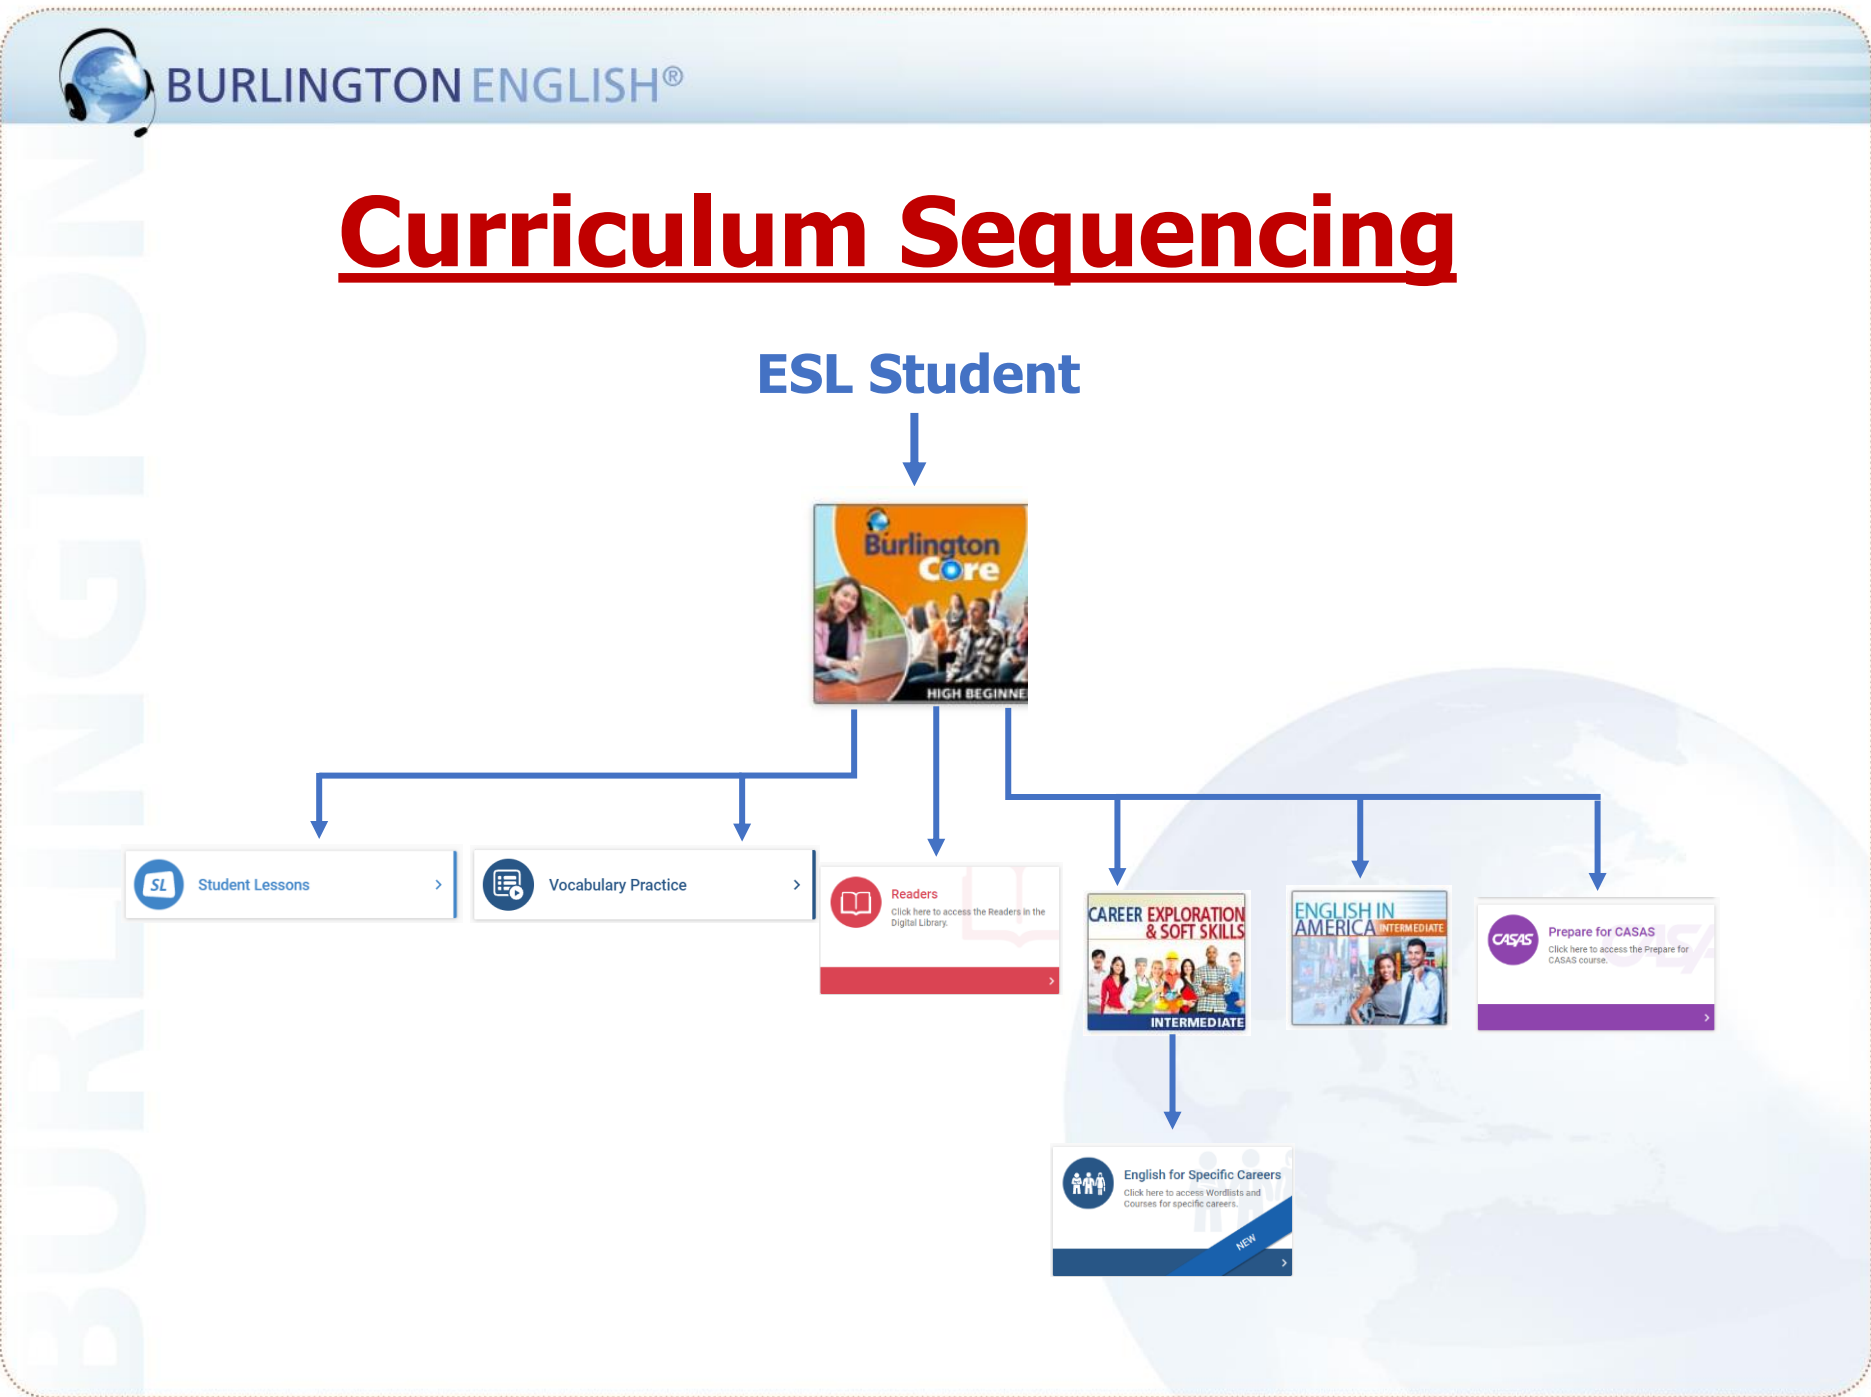 BURLINGTON ENGLISH®
BURLINGTON
Curriculum Sequencing
ESL Student
Burlington
Core
HIGH BEGINNE
SL Student Lessons
Vocabulary Practice
Readers
Click here to access the Readers in the
Digital Library.
CAREER EXPLORATION
& SOFT SKILLS
INTERMEDIATE
ENGLISH IN
AMERICA INTERMEDIATE
CASAS
Prepare for CASAS
Click here to access the Prepare for
CASAS course.
English for Specific Careers
Click here to access Wordlists and
Courses for specific careers.
NEW